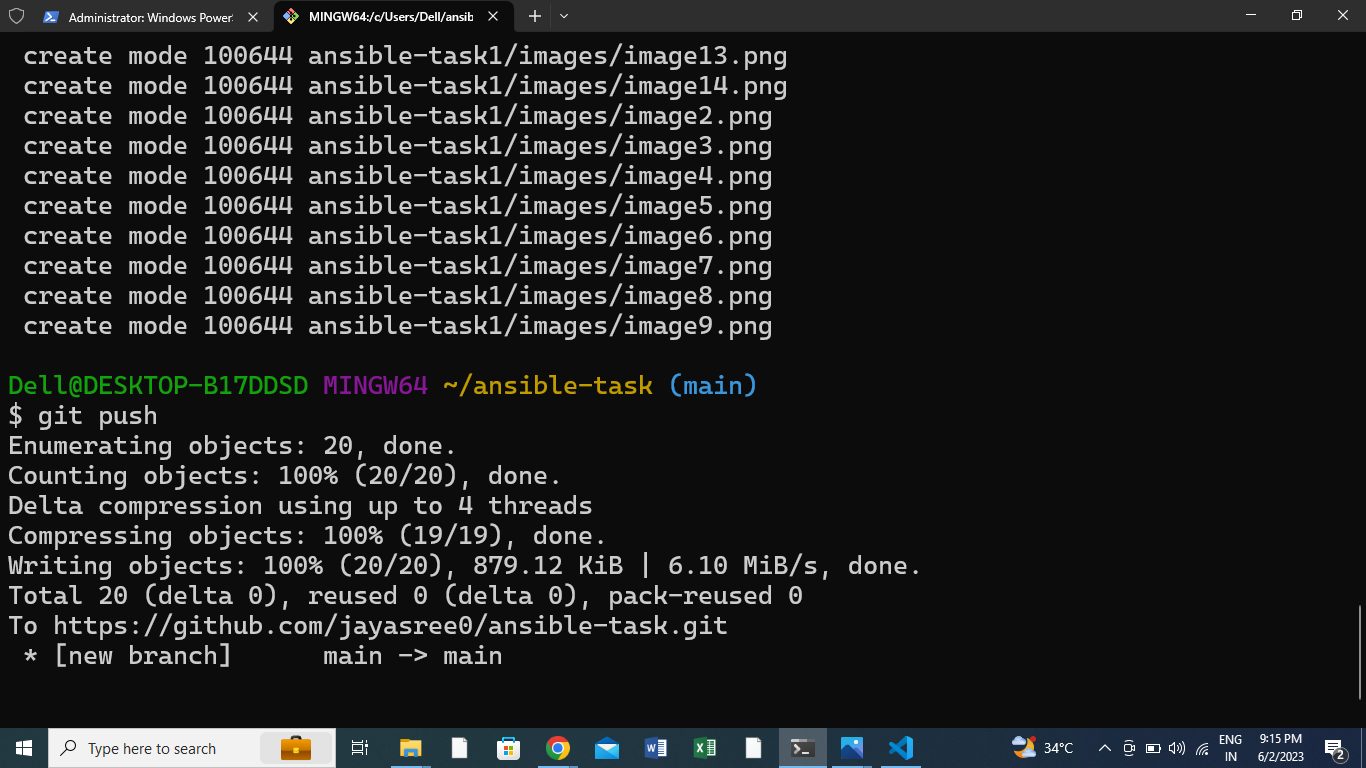 Administrator: Windows Power
MINGW64:/c/Users/Dell/ansib
create mode 100644 ansible-task1/images/image13.png
create mode 100644 ansible-task1/images/image14.png
create mode 100644 ansible-task1/images/image2.png
create mode 100644 ansible-task1/images/image3.png
create mode 100644 ansible-task1/images/image4.png
create mode 100644 ansible-task1/images/image5.png
create mode 100644 ansible-task1/images/image6.png
create mode 100644 ansible-task1/images/image7.png
create mode 100644 ansible-task1/images/image8.png
create mode 100644 ansible-task1/images/image9.png
Dell@DESKTOP-B17DDSD MINGW64 ~/ansible-task (main)
$ git push
Enumerating objects: 20, done.
Counting objects: 100% (20/20), done.
Delta compression using up to 4 threads
Compressing objects: 100% (19/19), done.
Writing objects: 100% (20/20), 879.12 KiB | 6.10 MiB/s, done.
Total 20 (delta 0), reused 0 (delta 0), pack-reused 0
To https://github.com/jayasree0/ansible-task.git
* [new branch]      main -> main
Type here to search
34°C
ENG
IN
9:15 PM
6/2/2023
2